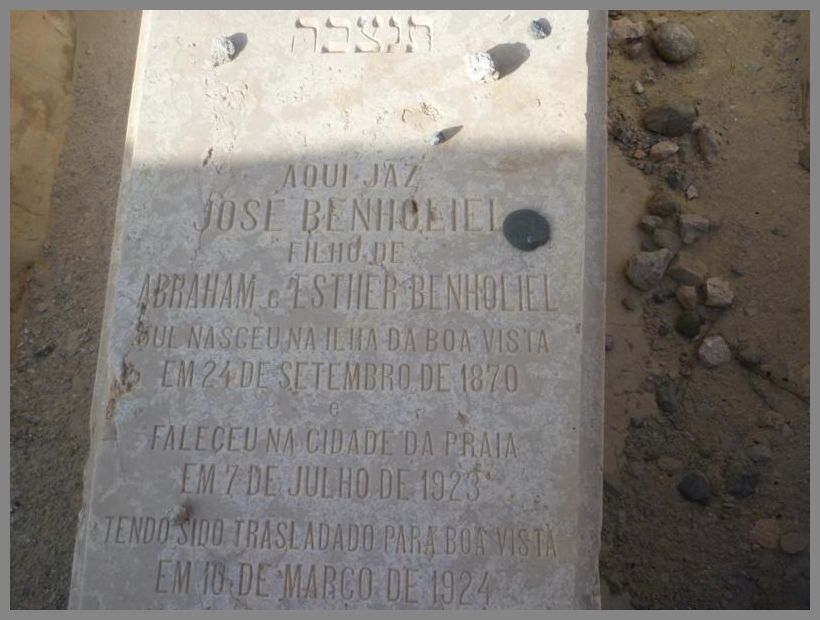 תנצבה
AQUI JAZ
JOSE BENHOLIEL
FILHO DE
ABRAHAM e ESTHER BENHOLIEL
QUE NASCEU NA ILHA DA BOA VISTA
EM 24 DE SETEMBRO DE 1870
e
FALECEU NA CIDADE DA PRAIA
EM 7 DE JULHO DE 1923
TENDO SIDO TRASLADADO PARA BOA VISTA
EM 10 DE MARÇO DE 1924